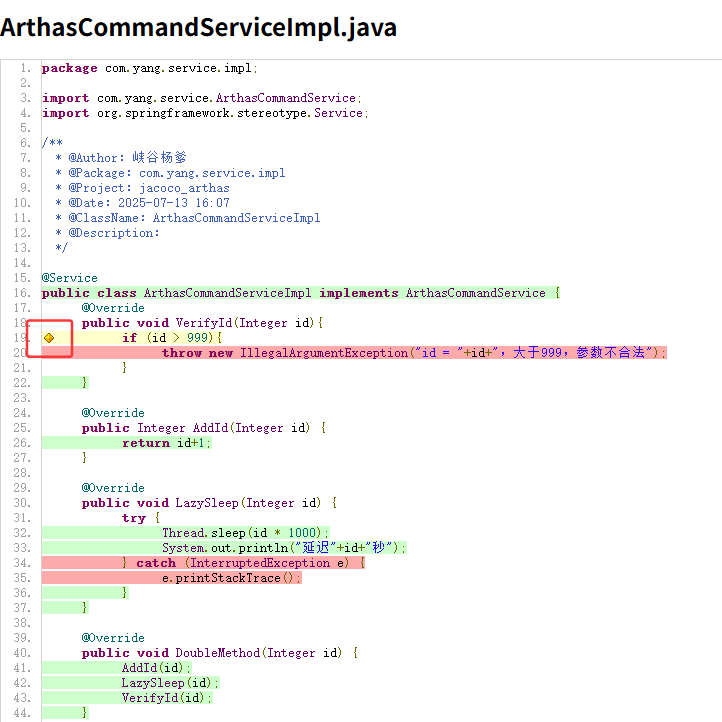 ArthasCommandServiceImpl.java
1. package com.yang.service.impl;
2.
3. import com.yang.service.ArthasCommandService;
4. import org.springframework.stereotype.Service;
5.
6. /**
7.  * @Author: 峡谷杨爹
8.  * @Package: com.yang.service.impl
9.  * @Project: jacoco_arthas
10.  * @Date: 2025-07-13 16:07
11.  * @ClassName: ArthasCommandServiceImpl
12.  * @Description:
13.  */
14.
15. @Service
16. public class ArthasCommandServiceImpl implements ArthasCommandService {
17.     @Override
18.     public void VerifyId(Integer id){
19.         if (id > 999){
20.             throw new IllegalArgumentException("id = "+id+", 大于999, 参数不合法");
21.         }
22.     }
23.
24.     @Override
25.     public Integer AddId(Integer id) {
26.         return id+1;
27.     }
28.
29.     @Override
30.     public void LazySleep(Integer id) {
31.         try {
32.             Thread.sleep(id * 1000);
33.             System.out.println("延迟"+id+"秒");
34.         } catch (InterruptedException e) {
35.             e.printStackTrace();
36.         }
37.     }
38.
39.     @Override
40.     public void DoubleMethod(Integer id) {
41.         AddId(id);
42.         LazySleep(id);
43.         VerifyId(id);
44.     }